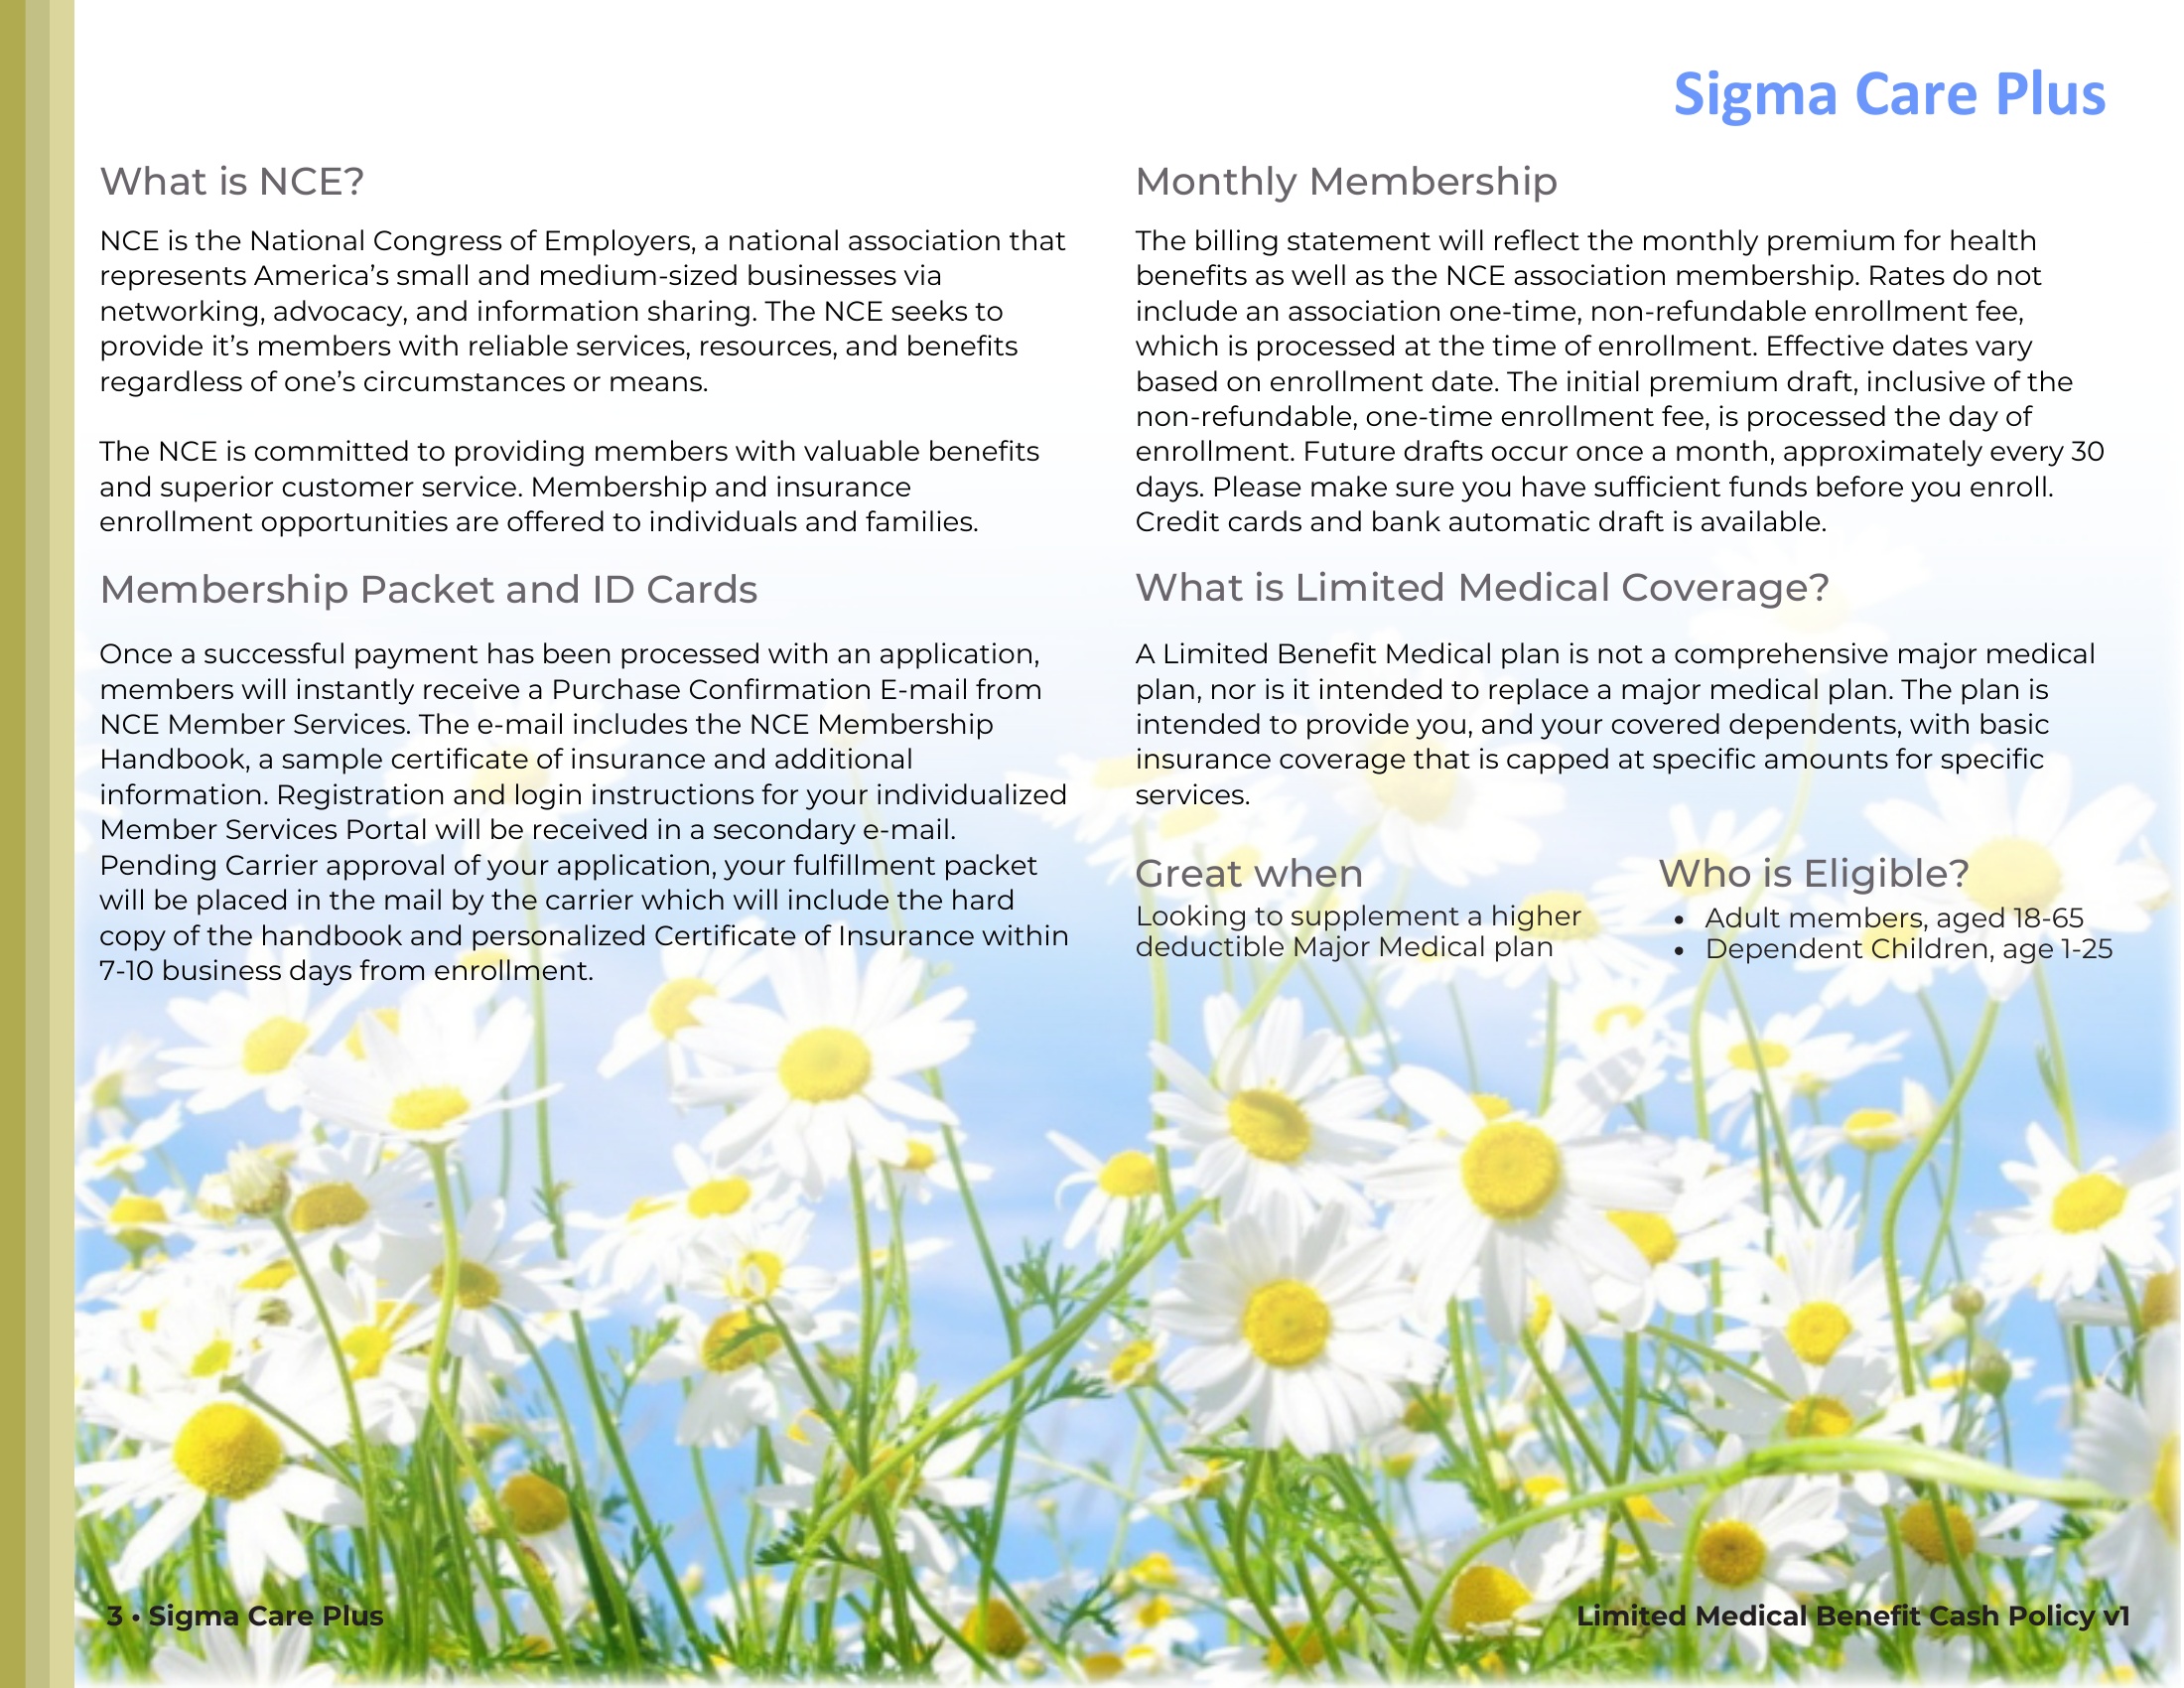 Sigma Care Plus
What is NCE?
NCE is the National Congress of Employers, a national association that
represents America’s small and medium-sized businesses via
networking, advocacy, and information sharing. The NCE seeks to
provide it’s members with reliable services, resources, and benefits
regardless of one’s circumstances or means.
The NCE is committed to providing members with valuable benefits
and superior customer service. Membership and insurance
enrollment opportunities are offered to individuals and families.
Membership Packet and ID Cards
Once a successful payment has been processed with an application,
members will instantly receive a Purchase Confirmation E-mail from
NCE Member Services. The e-mail includes the NCE Membership
Handbook, a sample certificate of insurance and additional
information. Registration and login instructions for your individualized
Member Services Portal will be received in a secondary e-mail.
Pending Carrier approval of your application, your fulfillment packet
will be placed in the mail by the carrier which will include the hard
copy of the handbook and personalized Certificate of Insurance within
7-10 business days from enrollment.
Monthly Membership
The billing statement will reflect the monthly premium for health
benefits as well as the NCE association membership. Rates do not
include an association one-time, non-refundable enrollment fee,
which is processed at the time of enrollment. Effective dates vary
based on enrollment date. The initial premium draft, inclusive of the
non-refundable, one-time enrollment fee, is processed the day of
enrollment. Future drafts occur once a month, approximately every 30
days. Please make sure you have sufficient funds before you enroll.
Credit cards and bank automatic draft is available.
What is Limited Medical Coverage?
A Limited Benefit Medical plan is not a comprehensive major medical
plan, nor is it intended to replace a major medical plan. The plan is
intended to provide you, and your covered dependents, with basic
insurance coverage that is capped at specific amounts for specific
services.
Great when
Looking to supplement a higher
deductible Major Medical plan
Who is Eligible?
• Adult members, aged 18-65
• Dependent Children, age 1-25
3 • Sigma Care Plus
Limited Medical Benefit Cash Policy v1